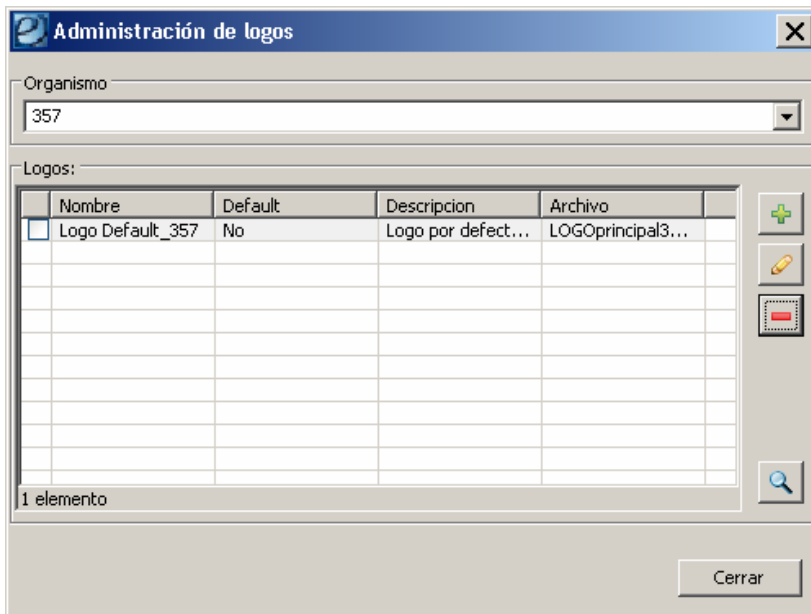 Administración de logos
Organismo
357
Logos:
Nombre Default Descripcion Archivo
Logo Default_357 No Logo por defect... LOGOprincipal3...
1 elemento
Cerrar